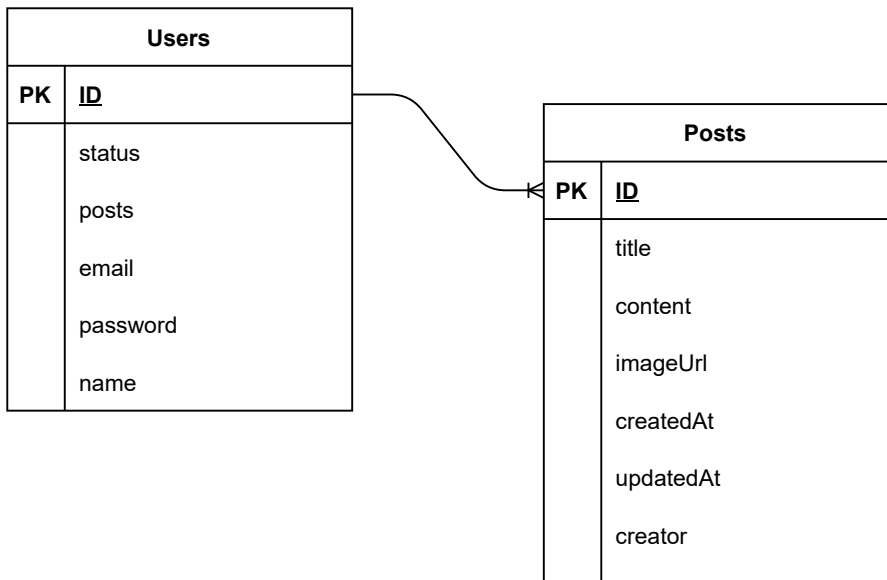 Users
PK ID
status
posts
email
password
name
Posts
PK ID
title
content
imageUrl
createdAt
updatedAt
creator